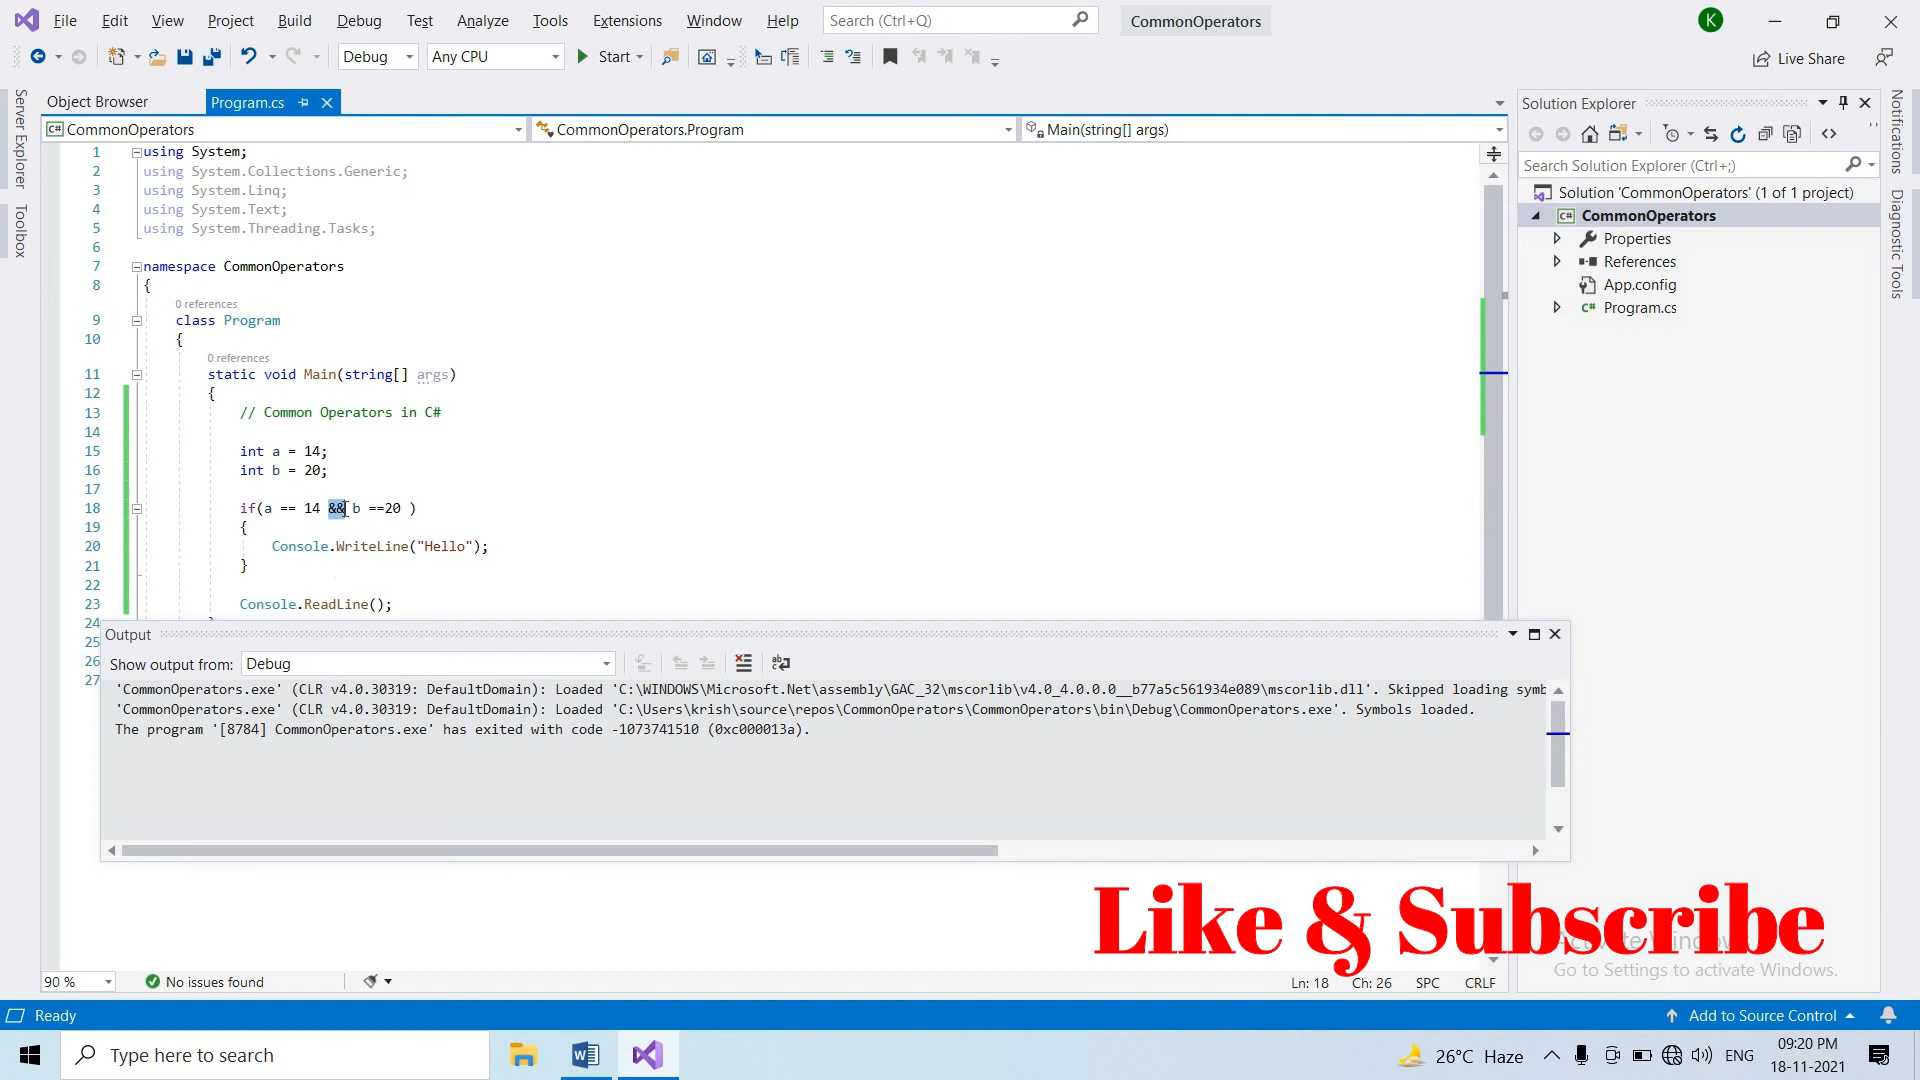 File Edit View Project Build Debug Test Analyze Tools Extensions Window Help Search (Ctrl+Q) CommonOperators K
Debug Any CPU Start Live Share
Server Explorer
Toolbox
Object Browser Program.cs
CommonOperators CommonOperators.Program Main(string[] args)
1 using System;
2 using System.Collections.Generic;
3 using System.Linq;
4 using System.Text;
5 using System.Threading.Tasks;
6
7 namespace CommonOperators
8 {
0 references
9 class Program
10 {
0 references
11 static void Main(string[] args)
12 {
13 // Common Operators in C#
14
15 int a = 14;
16 int b = 20;
17
18 if(a == 14 && b ==20 )
19 {
20 Console.WriteLine("Hello");
21 }
22
23 Console.ReadLine();
24
25
26
27
Output
Show output from: Debug
'CommonOperators.exe' (CLR v4.0.30319: DefaultDomain): Loaded 'C:\WINDOWS\Microsoft.Net\assembly\GAC_32\mscorlib\v4.0_4.0.0.0__b77a5c561934e089\mscorlib.dll'. Skipped loading symb
'CommonOperators.exe' (CLR v4.0.30319: DefaultDomain): Loaded 'C:\Users\krish\source\repos\CommonOperators\CommonOperators\bin\Debug\CommonOperators.exe'. Symbols loaded.
The program '[8784] CommonOperators.exe' has exited with code -1073741510 (0xc000013a).
Solution Explorer
Search Solution Explorer (Ctrl+;)
Solution 'CommonOperators' (1 of 1 project)
C# CommonOperators
Properties
References
App.config
C# Program.cs
Notifications
Diagnostic Tools
Like & Subscribe
Go to Settings to activate Windows.
90 % No issues found Ln: 18 Ch: 26 SPC CRLF
Ready Add to Source Control
Type here to search 26°C Haze ENG 09:20 PM
18-11-2021